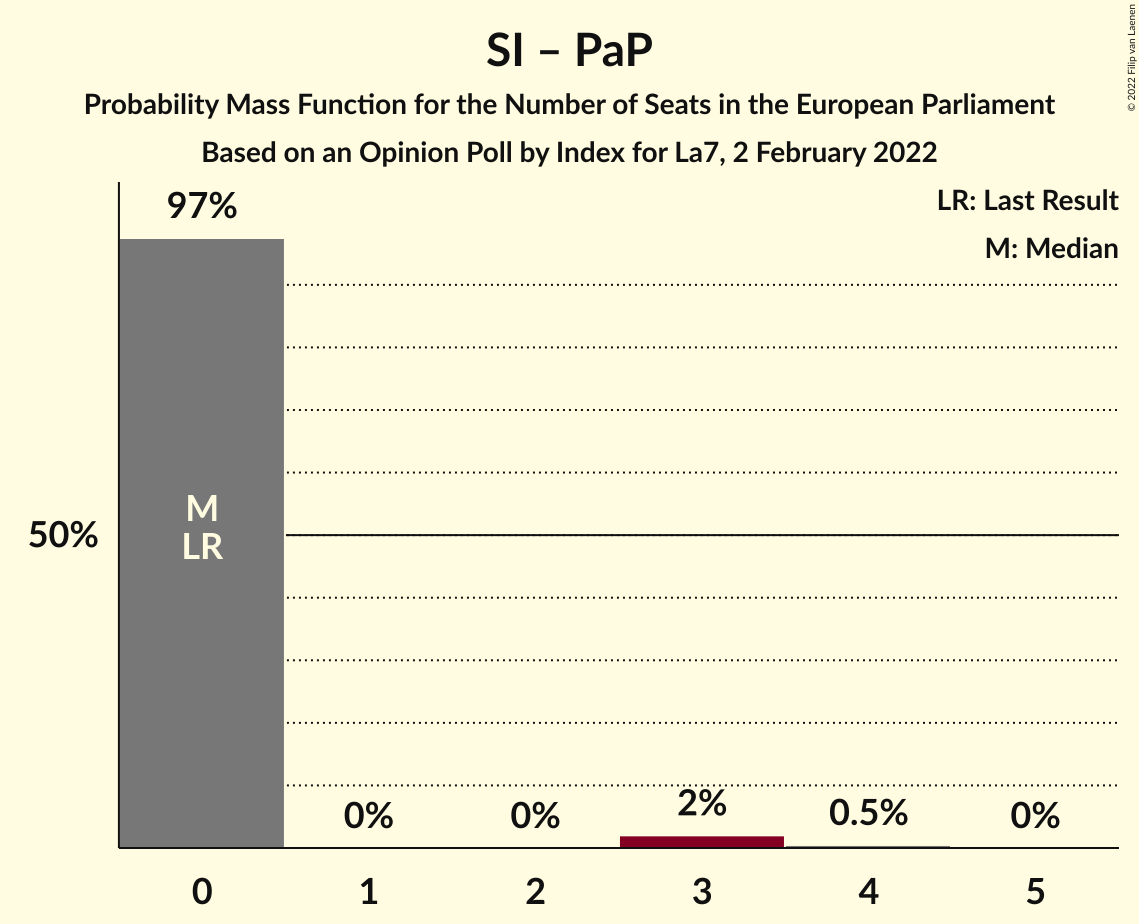 SI – PaP
Probability Mass Function for the Number of Seats in the European Parliament
Based on an Opinion Poll by Index for La7, 2 February 2022
© 2022 Filip van Laenen
LR: Last Result
M: Median
97%
M
LR
50%
0%
0%
2%
0.5%
0%
0
1
2
3
4
5